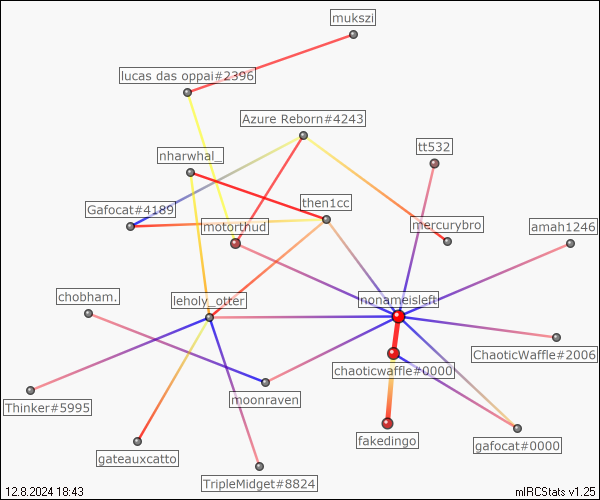 mukszi
lucas das oppai#2396
Azure Reborn#4243
tt532
nharwhal_
then1cc
Gafocat#4189
motorthud
mercurybro
amah1246
chobham.
leholy_otter
nonameisleft
ChaoticWaffle#2006
chaoticwaffle#0000
moonraven
Thinker#5995
fakedingo
gafocat#0000
gateauxcatto
TripleMidget#8824
12.8.2024 18:43
mIRCStats v1.25